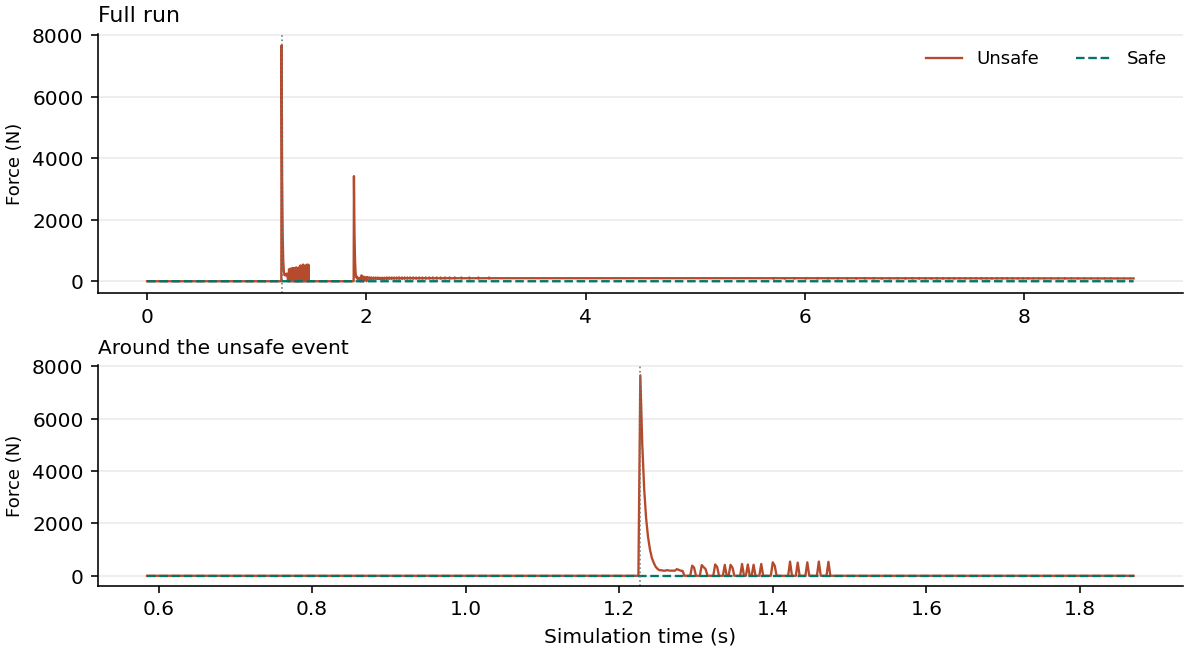 Full run
8000
6000
4000
2000
0
Force (N)
Unsafe Safe
0 2 4 6 8
Around the unsafe event
8000
6000
4000
2000
0
Force (N)
0.6 0.8 1.0 1.2 1.4 1.6 1.8
Simulation time (s)